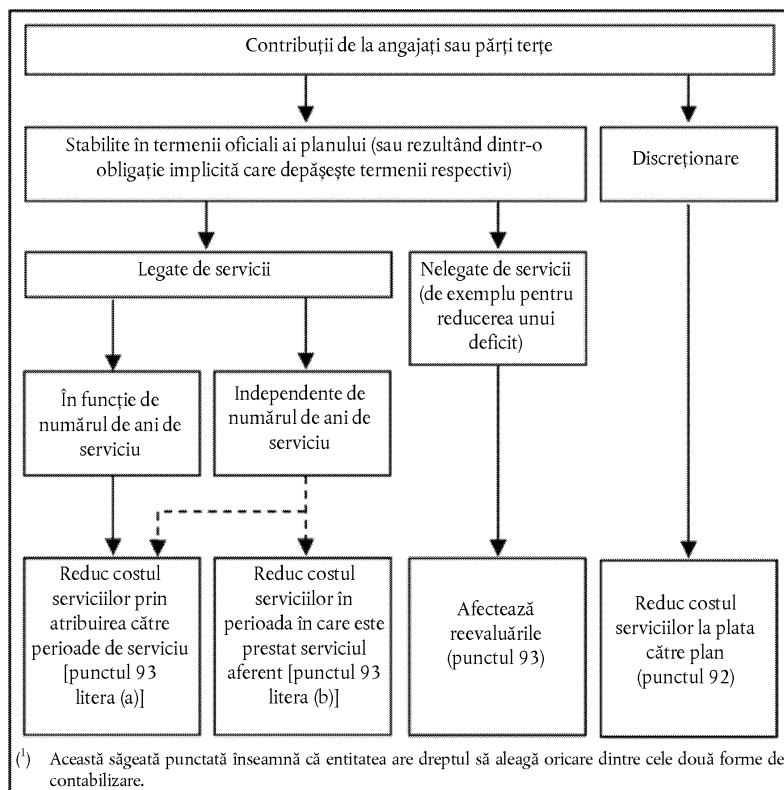 Contribuții de la angajați sau părți terțe
Stabilite în termenii oficiali ai planului (sau rezultând dintr-o
obligație implicită care depășește termenii respectivi)
Discreționare
Legate de servicii
Nelegate de servicii
(de exemplu pentru
reducerea unui
deficit)
În funcție de
numărul de ani de
serviciu
Independente de
numărul de ani de
serviciu
Reduc costul
serviciilor prin
atribuirea către
perioade de serviciu
[punctul 93
litera (a)]
Reduc costul
serviciilor în
perioada în care este
prestat serviciul
aferent [punctul 93
litera (b)]
Afectează
reevaluările
(punctul 93)
Reduc costul
serviciilor la plata
către plan
(punctul 92)
(1) Această săgeată punctată înseamnă că entitatea are dreptul să aleagă oricare dintre cele două forme de
contabilizare.